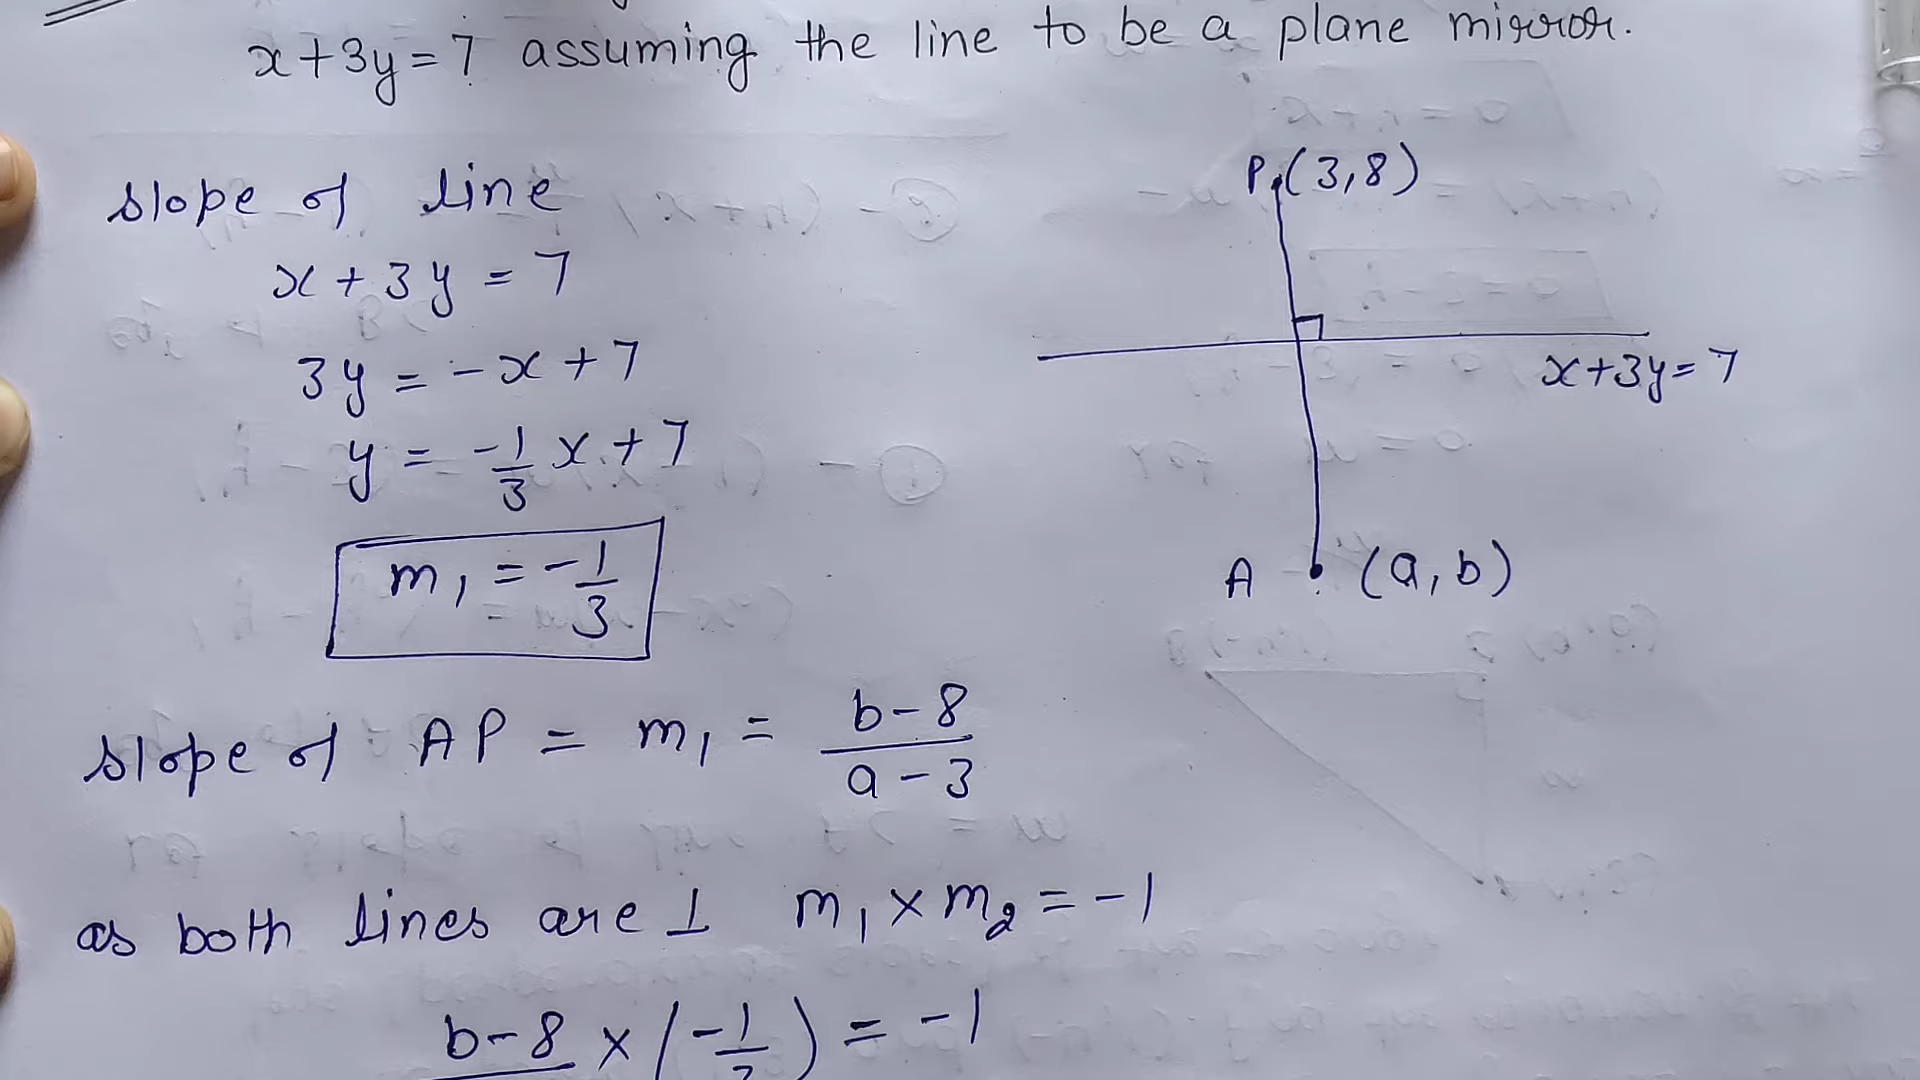 x+3y=7 assuming the line to be a plane mirror.
slope of line
x+3y=7
3y=-x+7
y=-1/3 x+7
m₁=-1/3
P(3,8)
x+3y=7
A (a,b)
slope of AP = m₁ = b-8/a-3
as both lines are ⊥ m₁×m₂=-1
b-8 × (-1/3) = -1